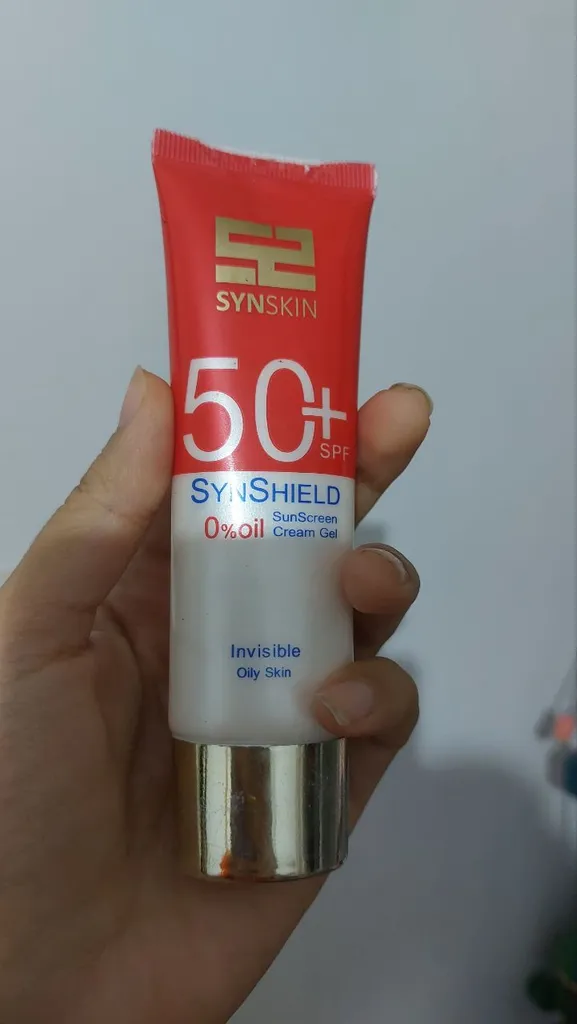 SYNSKIN
50+
SPF
SYNSHIELD
0%oil SunScreen
Cream Gel
Invisible
Oily Skin